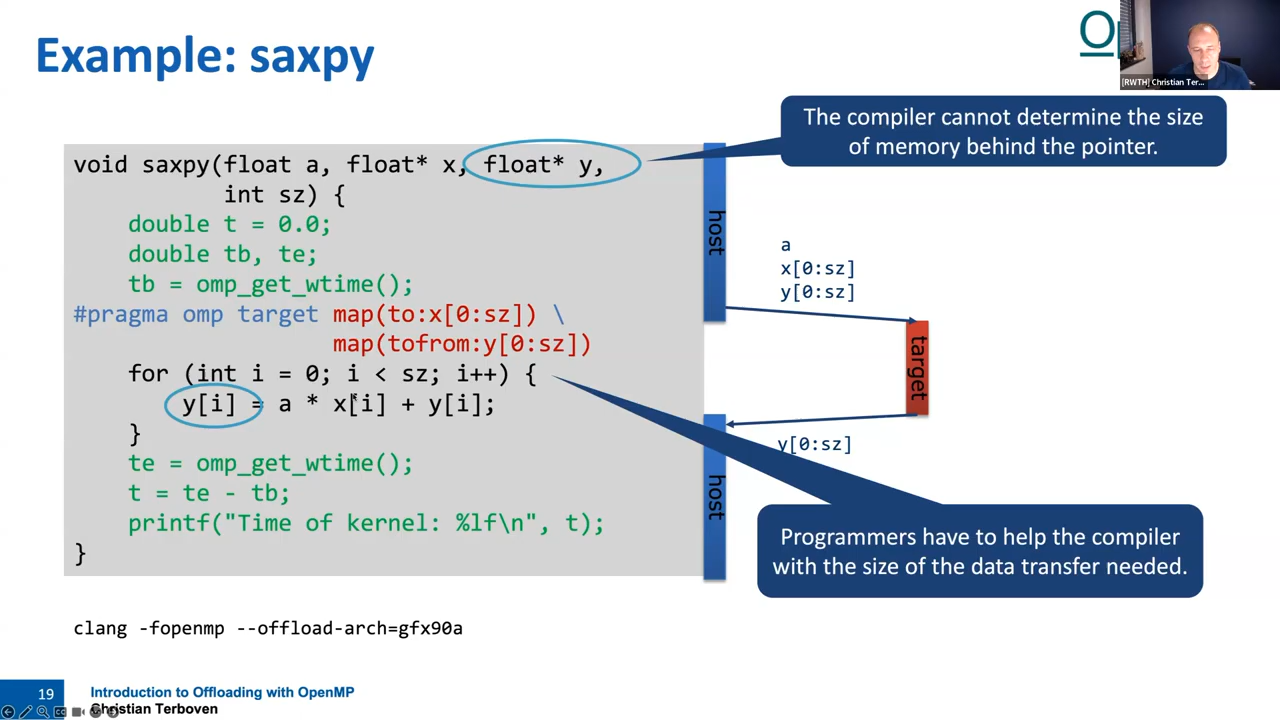 Example: saxpy
Op
[RWTH] Christian Ter...
The compiler cannot determine the size
of memory behind the pointer.
void saxpy(float a, float* x, float* y,
int sz) {
double t = 0.0;
double tb, te;
tb = omp_get_wtime();
#pragma omp target map(to:x[0:sz]) \
map(tofrom:y[0:sz])
for (int i = 0; i < sz; i++) {
y[i] = a * x[i] + y[i];
}
te = omp_get_wtime();
t = te - tb;
printf("Time of kernel: %lf\n", t);
}
host
a
x[0:sz]
y[0:sz]
target
y[0:sz]
host
Programmers have to help the compiler
with the size of the data transfer needed.
clang -fopenmp --offload-arch=gfx90a
19
Introduction to Offloading with OpenMP
Christian Terboven